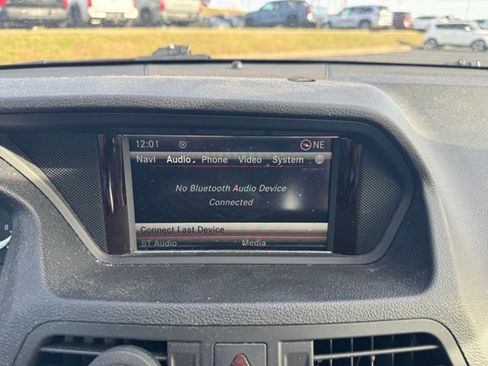 12:01 NE
Navi Audio Phone Video System
No Bluetooth Audio Device
Connected
Connect Last Device
BT Audio Media
8